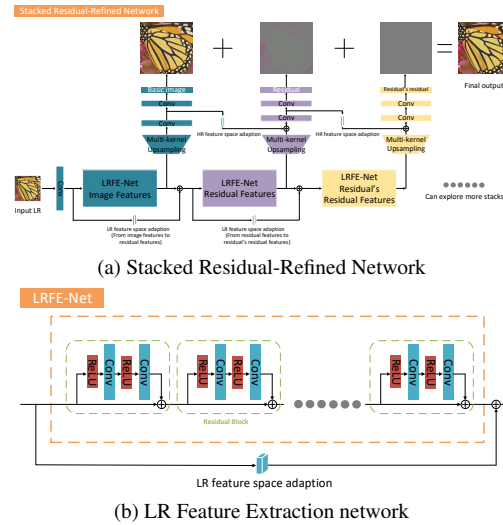 Stacked Residual-Refined Network
Final output
Basic Image
Residual
Residual's residual
Conv
Conv
Conv
Conv
Conv
Conv
HR feature space adaption
HR feature space adaption
Multi-kernel
Upsampling
Multi-kernel
Upsampling
Multi-kernel
Upsampling
Input LR
Conv
LRFE-Net
Image Features
LRFE-Net
Residual Features
LRFE-Net
Residual's
Residual Features
Can explore more stacks
LR feature space adaption
(From image features to
residual features)
LR feature space adaption
(From residual features
to residual's residual features)
(a) Stacked Residual-Refined Network
LRFE-Net
ReLU
Conv
ReLU
Conv
ReLU
Conv
ReLU
Conv
ReLU
Conv
ReLU
Conv
Residual Block
LR feature space adaption
(b) LR Feature Extraction network